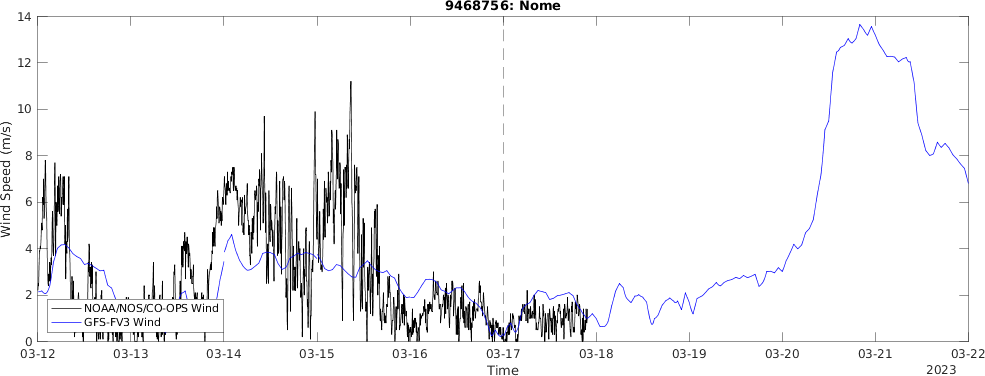 9468756: Nome
14
12
10
8
6
4
2
0
Wind Speed (m/s)
NOAA/NOS/CO-OPS Wind
GFS-FV3 Wind
03-12 03-13 03-14 03-15 03-16 03-17 03-18 03-19 03-20 03-21 03-22
Time
2023